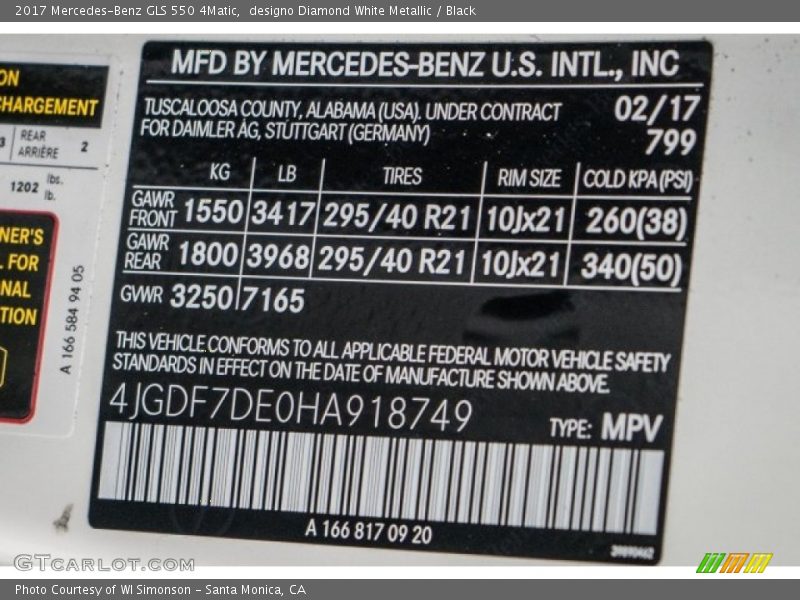 2017 Mercedes-Benz GLS 550 4Matic, designo Diamond White Metallic / Black
ON
CHARGEMENT
3 REAR ARRIÈRE 2
1202 lbs. lb.
NER'S
L FOR
NAL
TION
A 166 584 94 05
MFD BY MERCEDES-BENZ U.S. INTL., INC
TUSCALOOSA COUNTY, ALABAMA (USA). UNDER CONTRACT 02/17
FOR DAIMLER AG, STUTTGART (GERMANY) 799
KG LB TIRES RIM SIZE COLD KPA (PSI)
GAWR FRONT 1550 3417 295/40 R21 10Jx21 260(38)
GAWR REAR 1800 3968 295/40 R21 10Jx21 340(50)
GWR 3250 7165
THIS VEHICLE CONFORMS TO ALL APPLICABLE FEDERAL MOTOR VEHICLE SAFETY
STANDARDS IN EFFECT ON THE DATE OF MANUFACTURE SHOWN ABOVE.
4JGDF7DE0HA918749
TYPE: MPV
A 166 817 09 20
GTcarlot.com
Photo Courtesy of WI Simonson - Santa Monica, CA